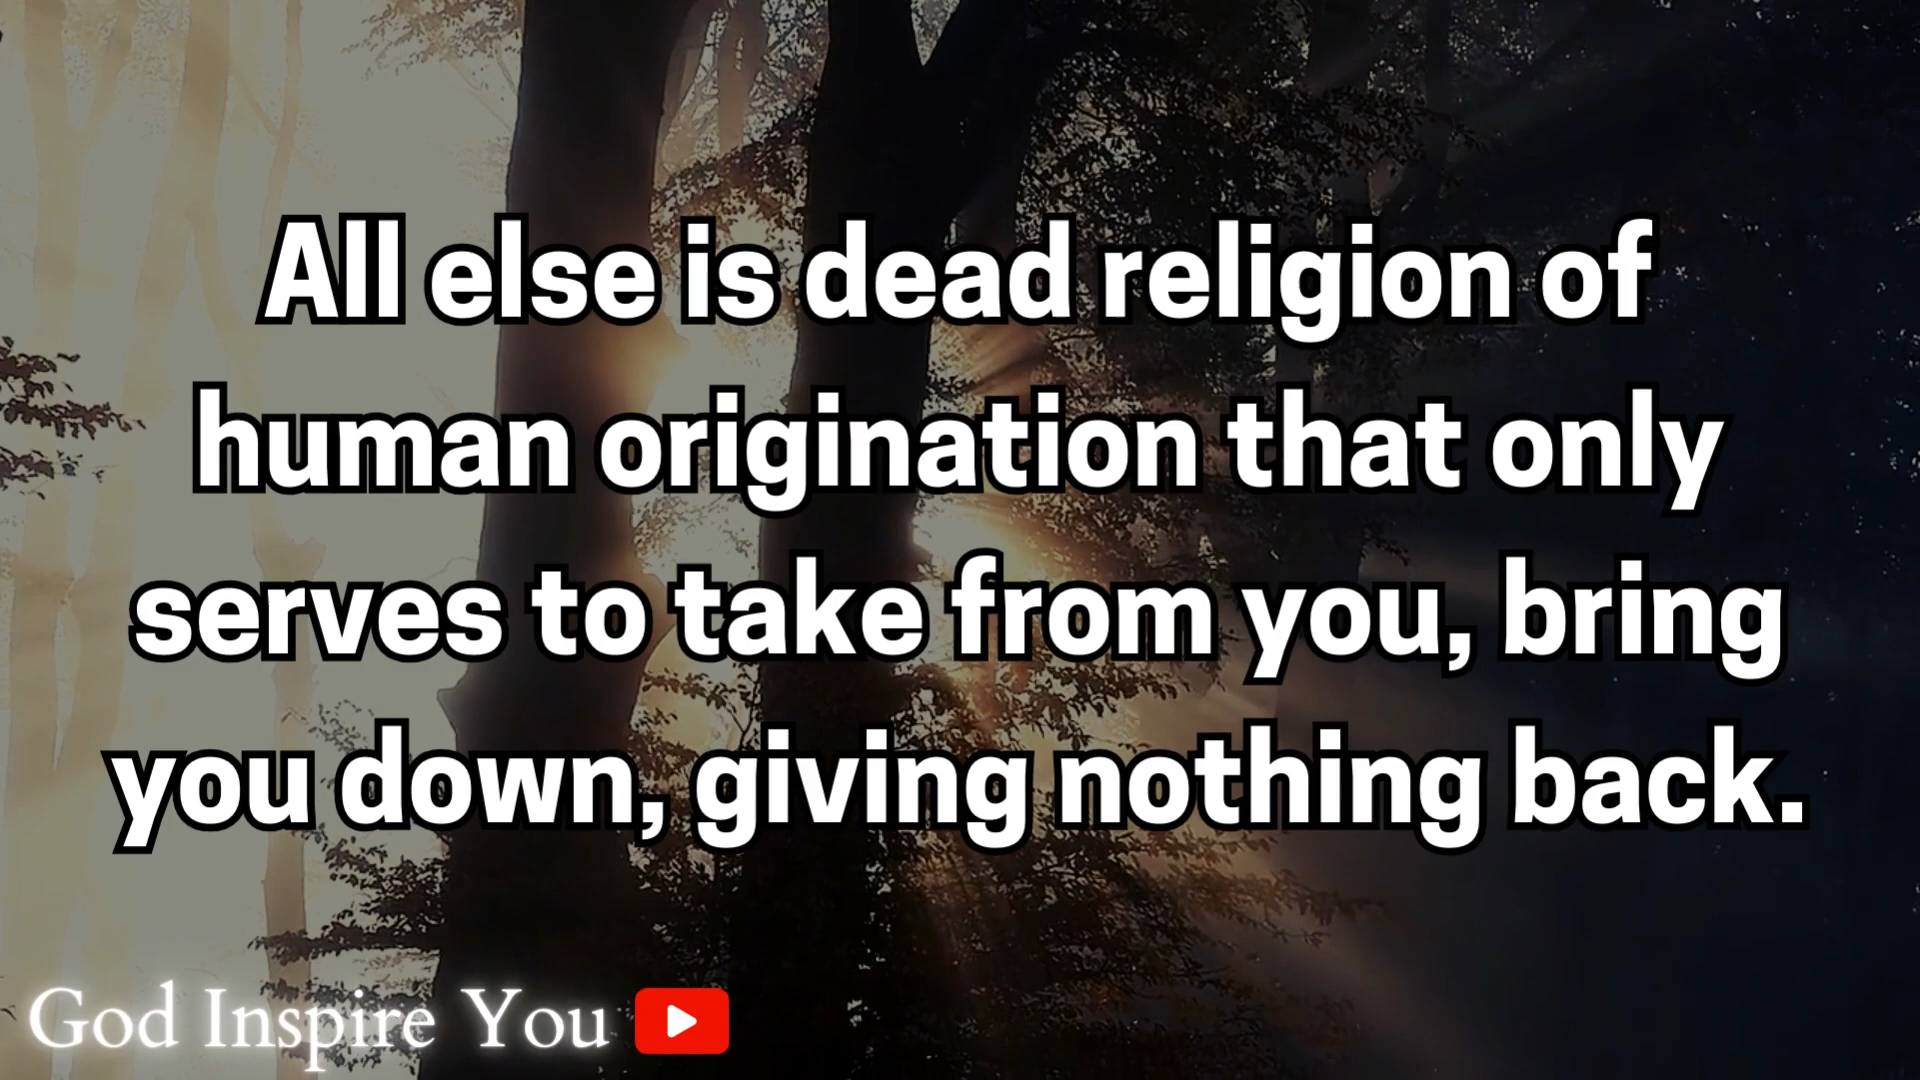 All else is dead religion of
human origination that only
serves to take from you, bring
you down, giving nothing back.
God Inspire You